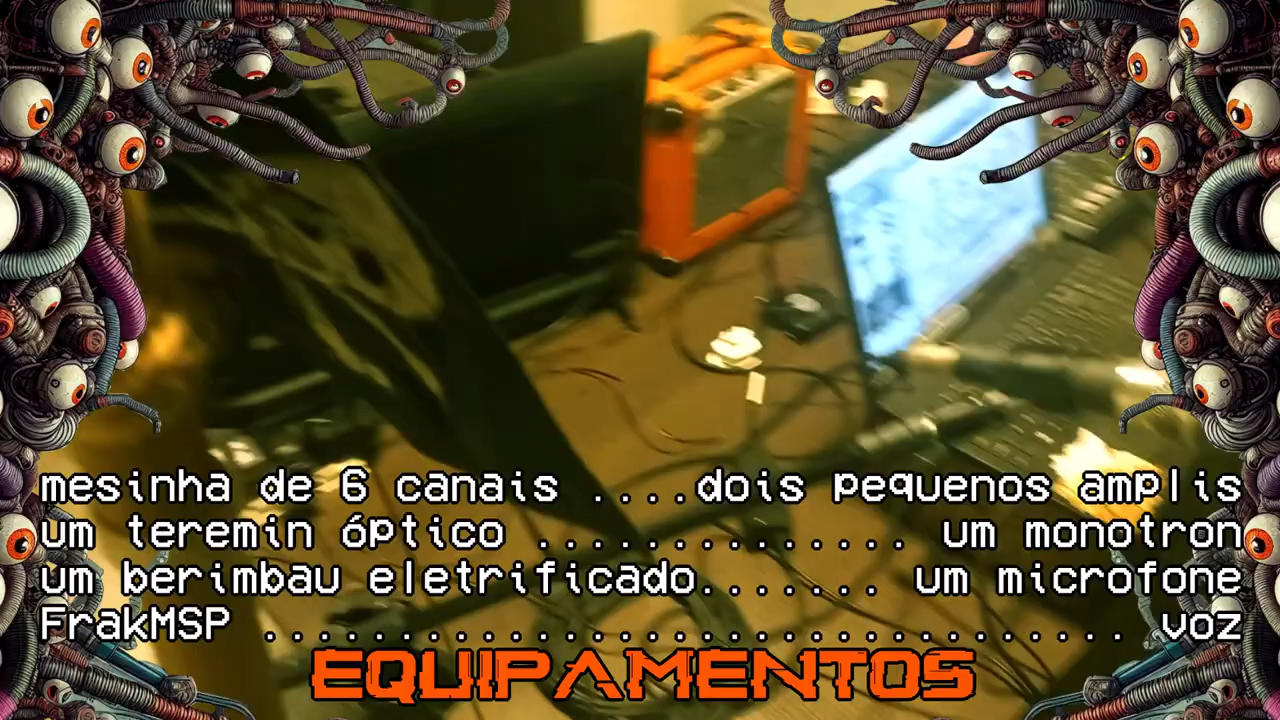 mesinha de 6 canais ....dois pequenos amplis
um teremin óptico .............. um monotron
um berimbau eletrificado....... um microfone
FrakMSP ................................ voz
EQUIPAMENTOS